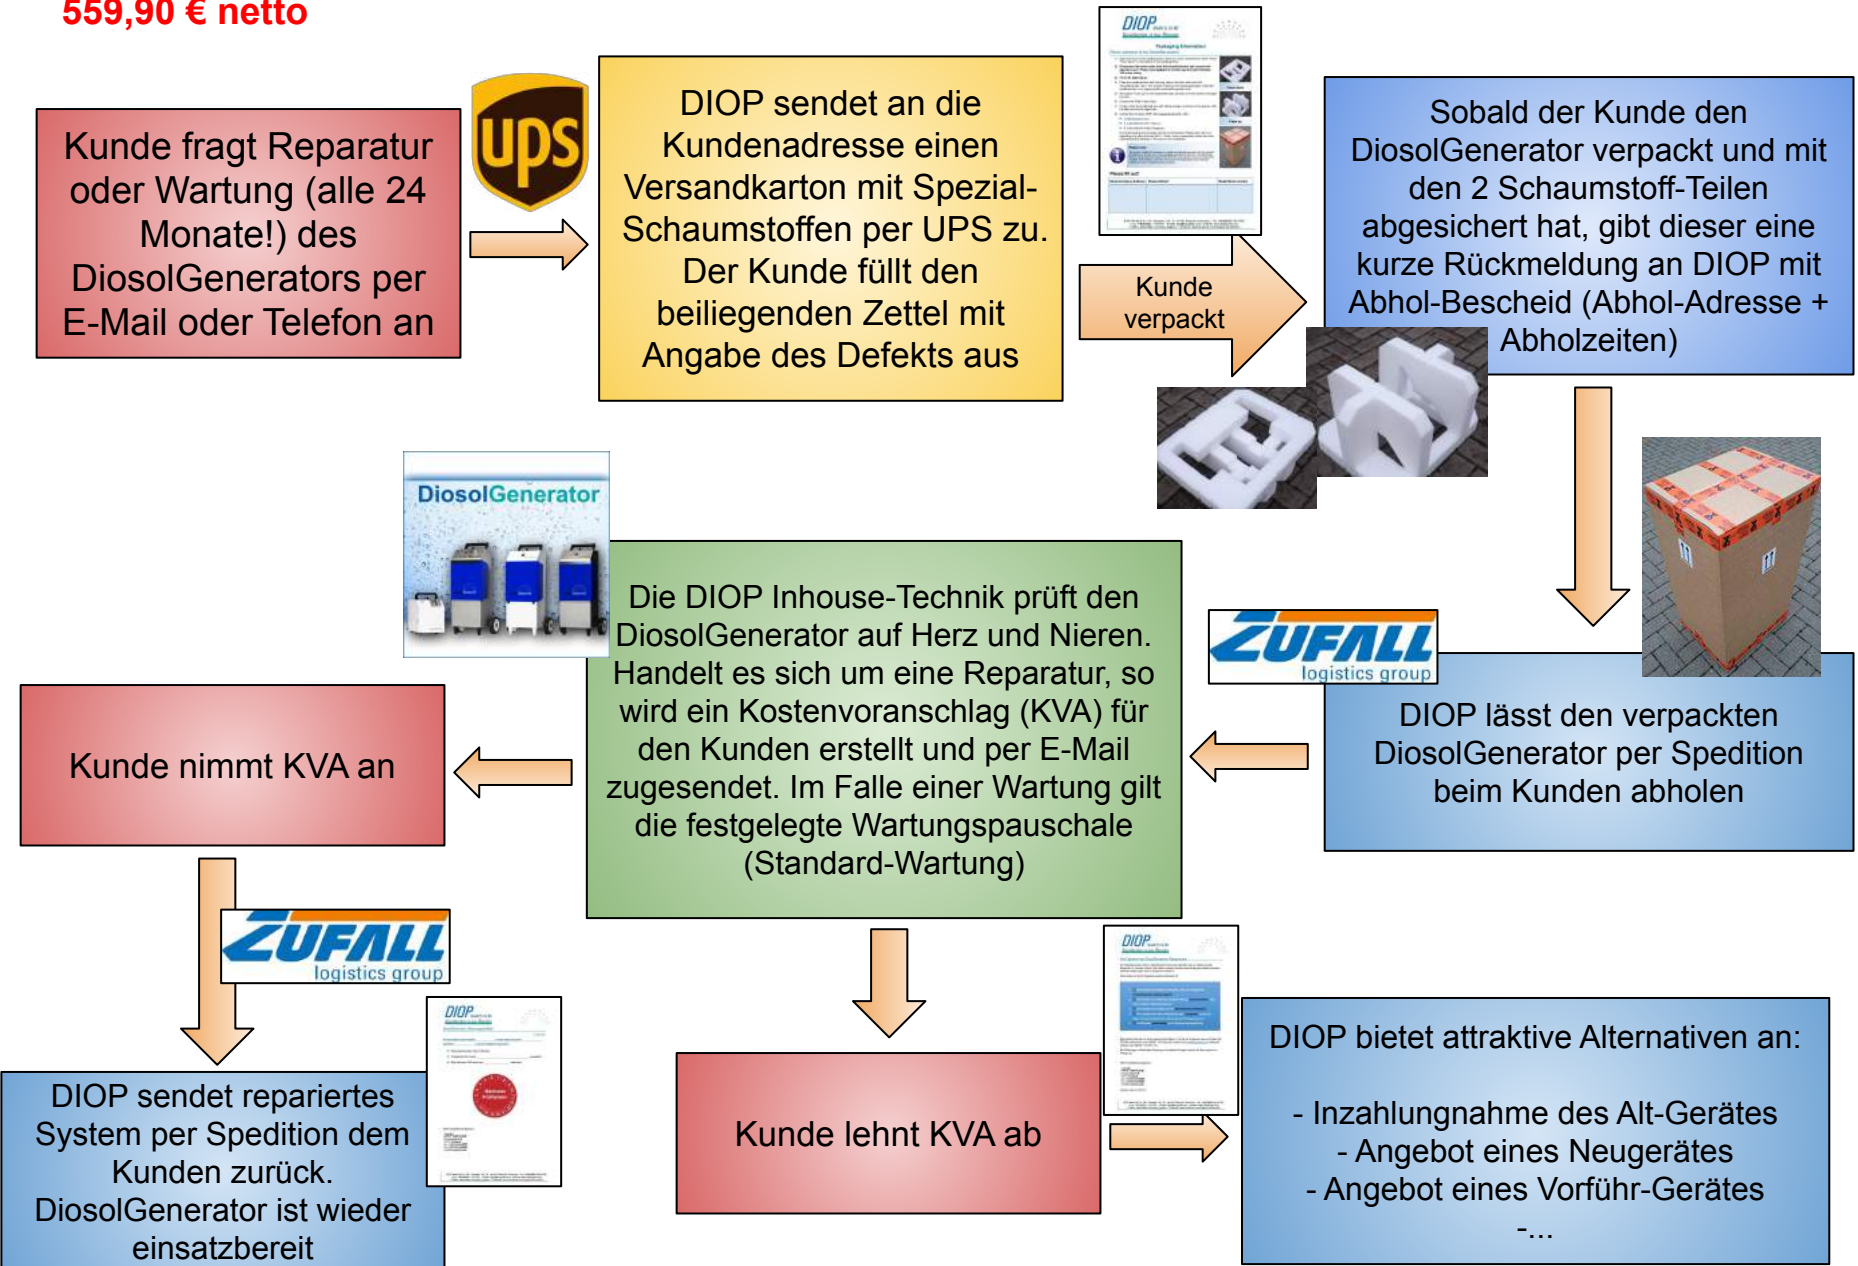 559,90 € netto
Kunde fragt Reparatur
oder Wartung (alle 24
Monate!) des
DiosolGenerators per
E-Mail oder Telefon an
ups
DIOP sendet an die
Kundenadresse einen
Versandkarton mit Spezial-
Schaumstoffen per UPS zu.
Der Kunde füllt den
beiliegenden Zettel mit
Angabe des Defekts aus
DIOP
Packaging Information
Kunde
verpackt
Sobald der Kunde den
DiosolGenerator verpackt und mit
den 2 Schaumstoff-Teilen
abgesichert hat, gibt dieser eine
kurze Rückmeldung an DIOP mit
Abhol-Bescheid (Abhol-Adresse +
Abholzeiten)
ZUFALL
logistics group
DIOP lässt den verpackten
DiosolGenerator per Spedition
beim Kunden abholen
DiosolGenerator
Die DIOP Inhouse-Technik prüft den
DiosolGenerator auf Herz und Nieren.
Handelt es sich um eine Reparatur, so
wird ein Kostenvoranschlag (KVA) für
den Kunden erstellt und per E-Mail
zugesendet. Im Falle einer Wartung gilt
die festgelegte Wartungspauschale
(Standard-Wartung)
Kunde nimmt KVA an
ZUFALL
logistics group
DIOP
DIOP sendet repariertes
System per Spedition dem
Kunden zurück.
DiosolGenerator ist wieder
einsatzbereit
Kunde lehnt KVA ab
DIOP
DIOP bietet attraktive Alternativen an:
- Inzahlungnahme des Alt-Gerätes
- Angebot eines Neugerätes
- Angebot eines Vorführ-Gerätes
-...